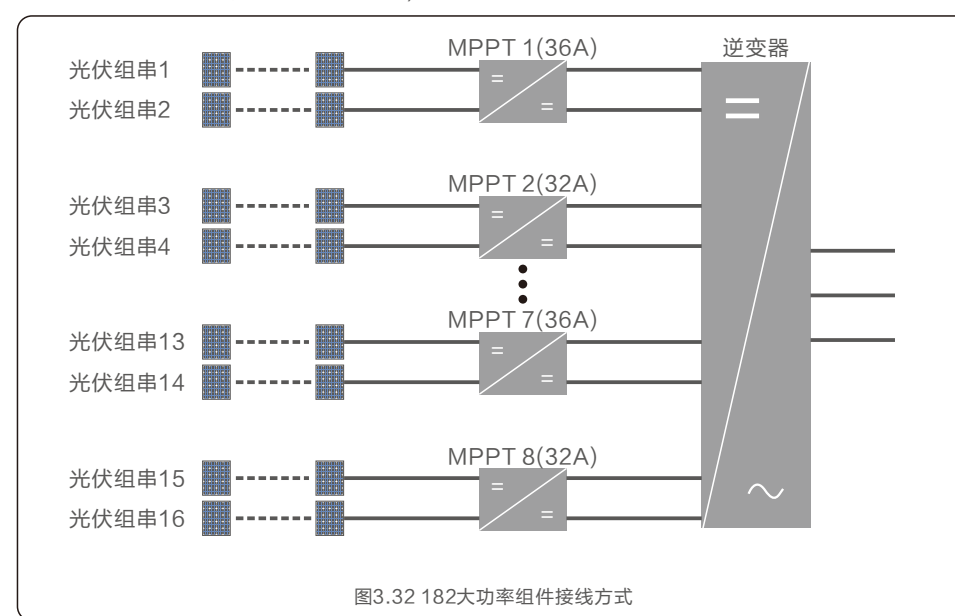 MPPT 1(36A)
逆变器
光伏组串1
光伏组串2
MPPT 2(32A)
光伏组串3
光伏组串4
MPPT 7(36A)
光伏组串13
光伏组串14
MPPT 8(32A)
光伏组串15
光伏组串16
图3.32 182大功率组件接线方式